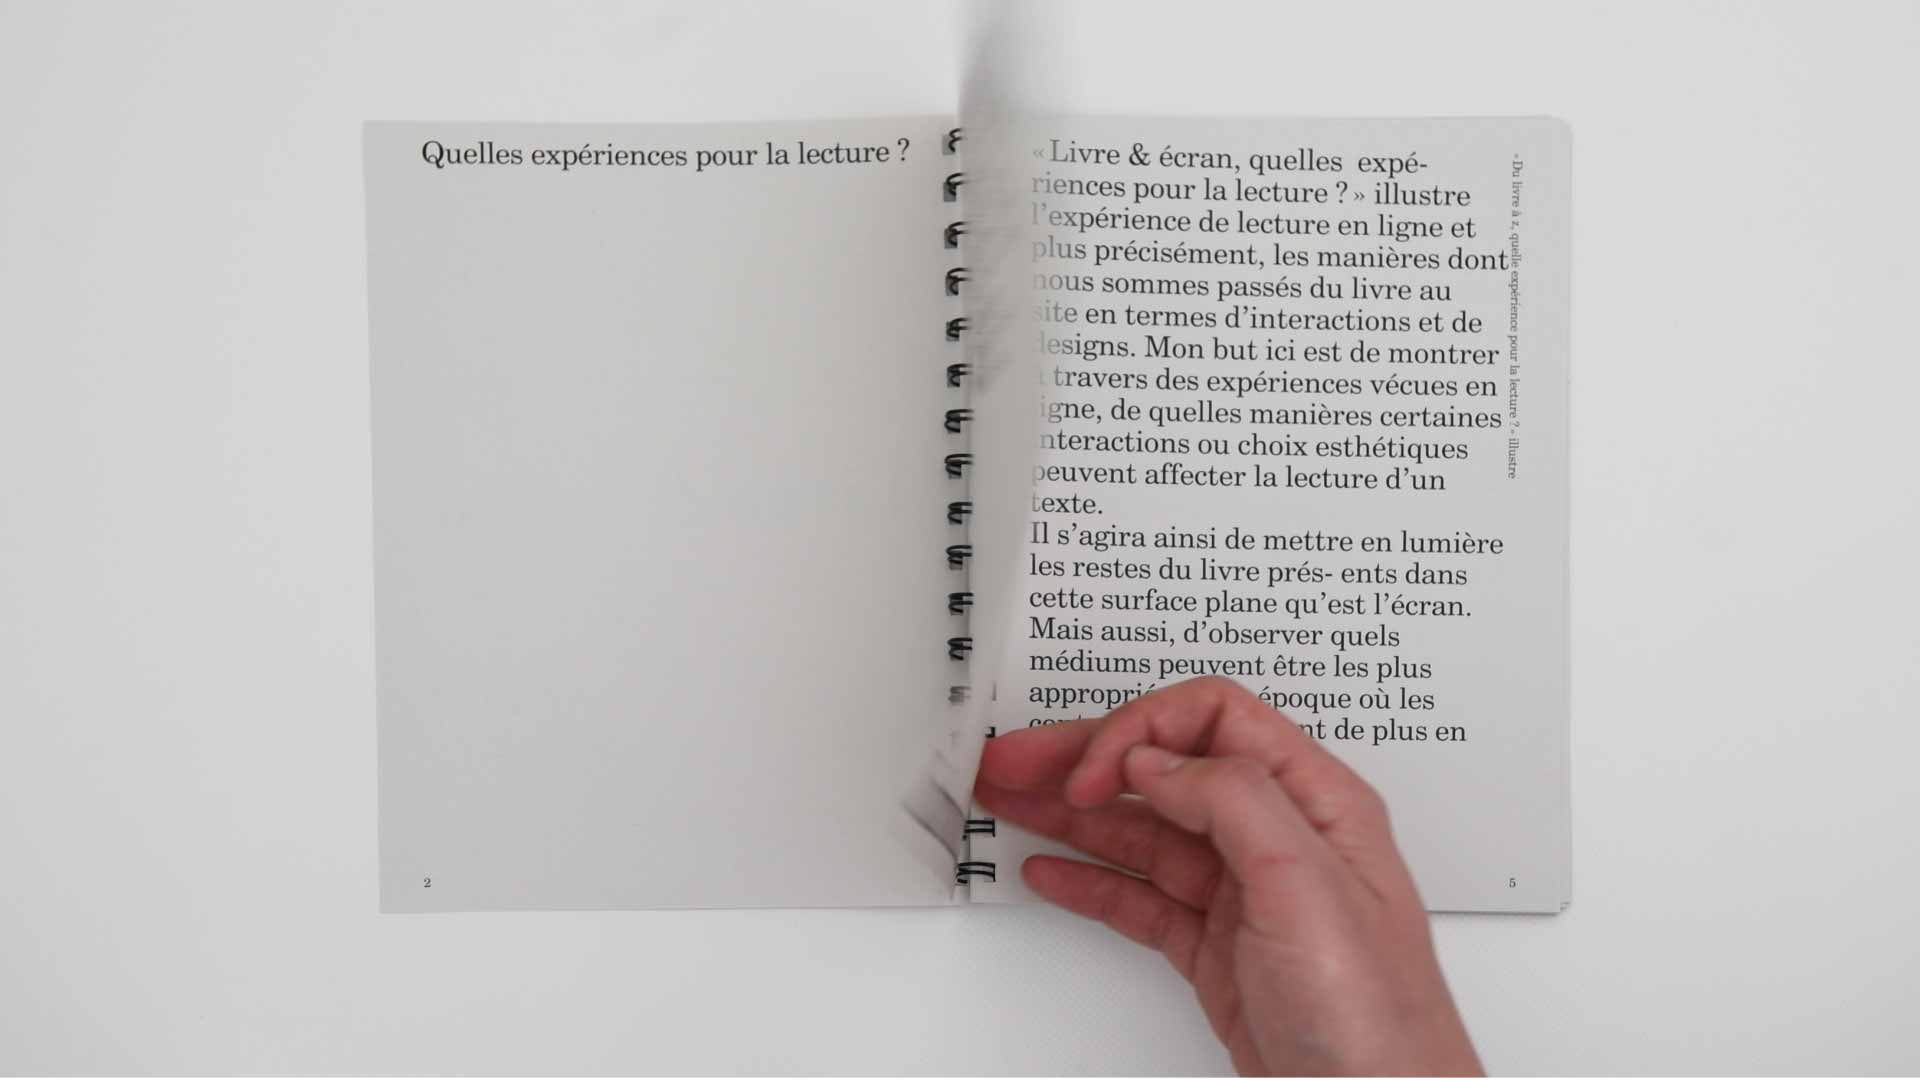 Quelles expériences pour la lecture ?
2
« Livre & écran, quelles expé-
riences pour la lecture ? » illustre
l’expérience de lecture en ligne et
plus précisément, les manières dont
nous sommes passés du livre au
site en termes d’interactions et de
designs. Mon but ici est de montrer
travers des expériences vécues en
ligne, de quelles manières certaines
interactions ou choix esthétiques
peuvent affecter la lecture d’un
texte.
Il s’agira ainsi de mettre en lumière
les restes du livre prés- ents dans
cette surface plane qu’est l’écran.
Mais aussi, d’observer quels
médiums peuvent être les plus
époque où les
de plus en
« Du livre à z, quelle expérience pour la lecture ? » illustre
5